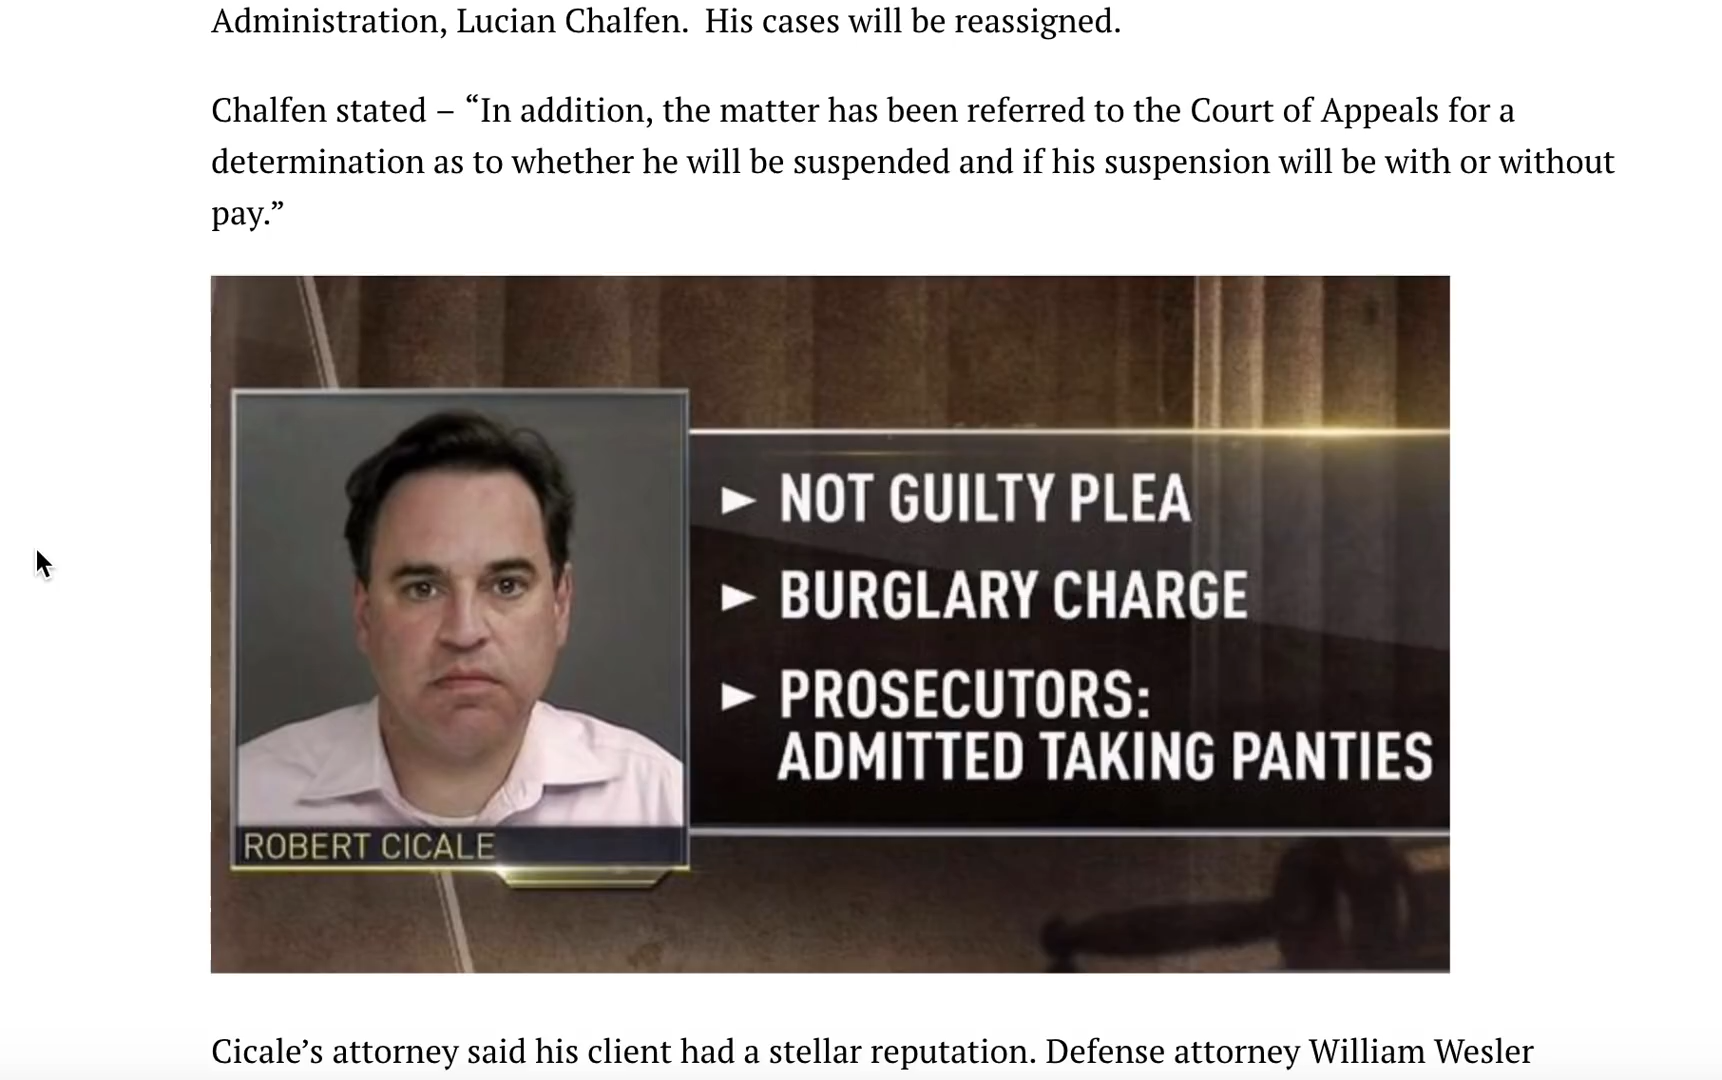 Administration, Lucian Chalfen.  His cases will be reassigned.
Chalfen stated – “In addition, the matter has been referred to the Court of Appeals for a
determination as to whether he will be suspended and if his suspension will be with or without
pay.”
► NOT GUILTY PLEA
► BURGLARY CHARGE
► PROSECUTORS:
ADMITTED TAKING PANTIES
ROBERT CICALE
Cicale’s attorney said his client had a stellar reputation. Defense attorney William Wesler